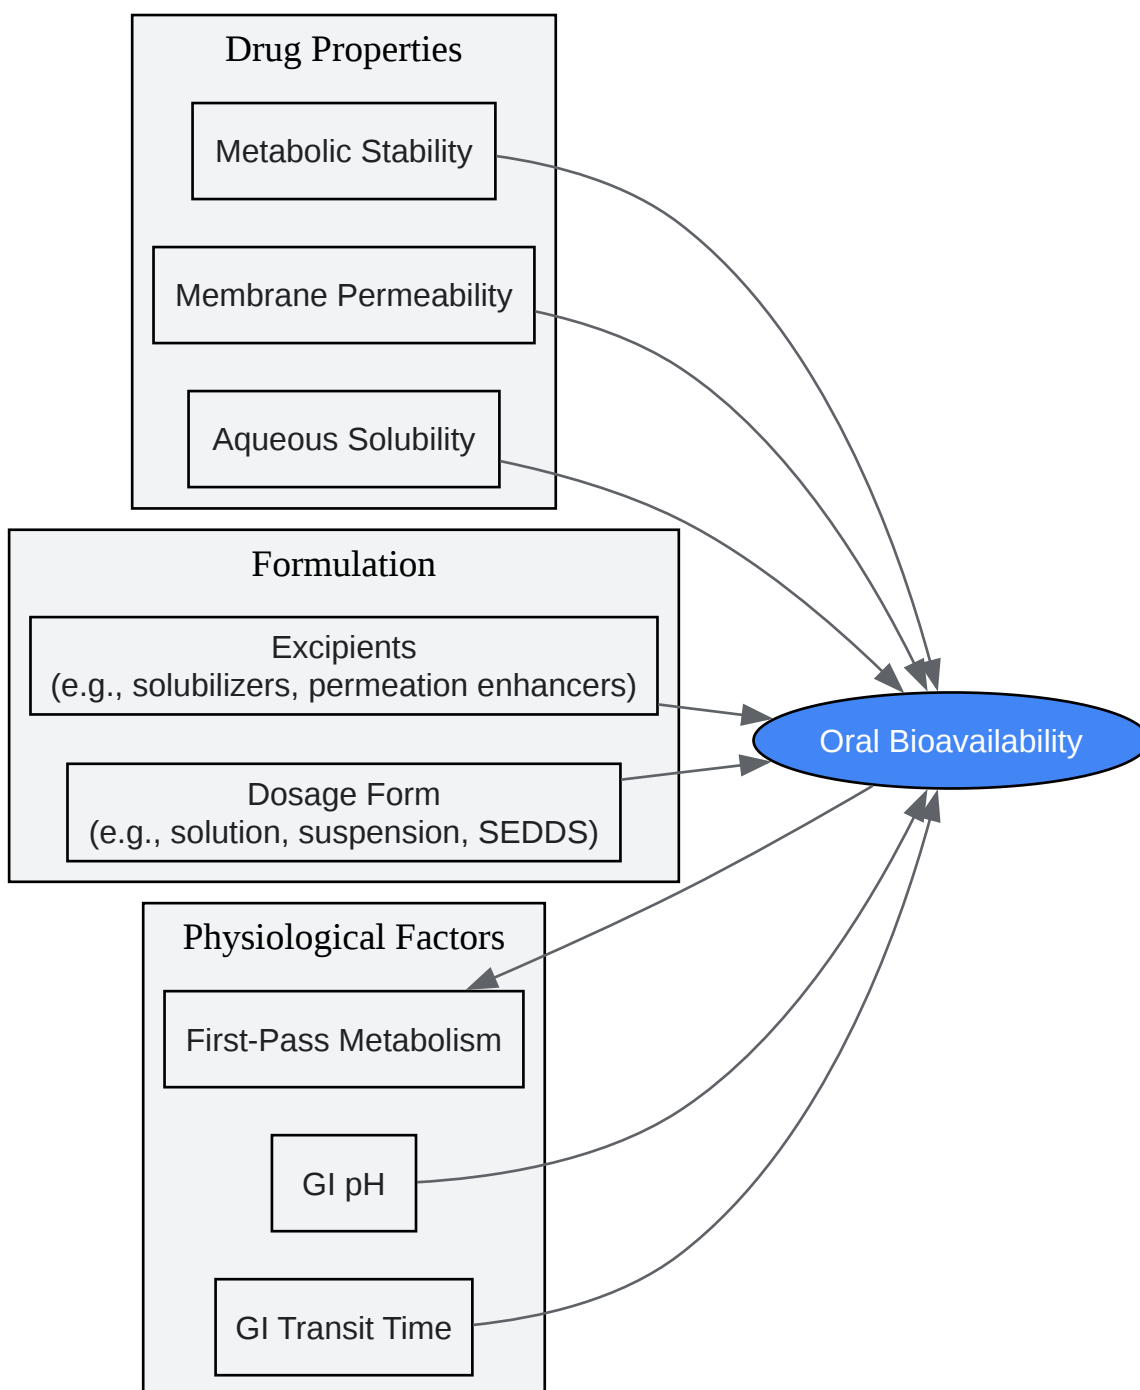 Drug Properties
Metabolic Stability
Membrane Permeability
Aqueous Solubility
Formulation
Excipients
(e.g., solubilizers, permeation enhancers)
Dosage Form
(e.g., solution, suspension, SEDDS)
Oral Bioavailability
Physiological Factors
First-Pass Metabolism
GI pH
GI Transit Time